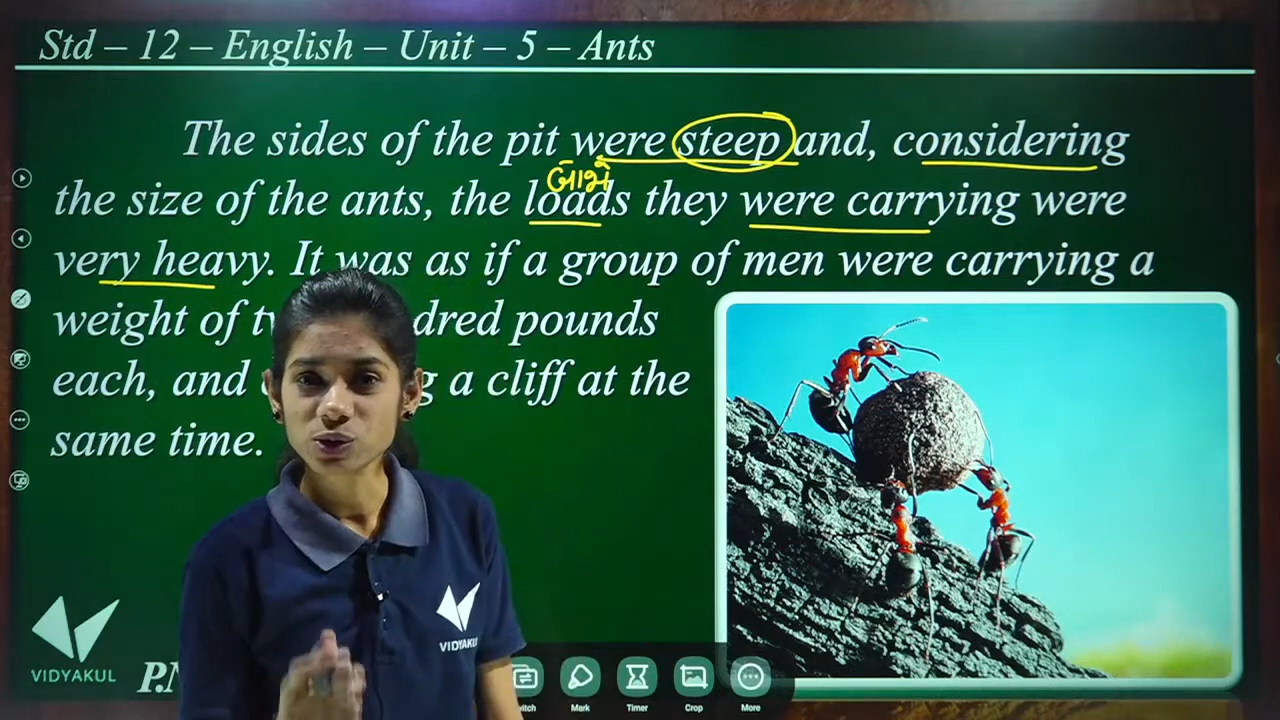 Std – 12 – English – Unit – 5 – Ants
The sides of the pit were steep and, considering
બોજો
the size of the ants, the loads they were carrying were
very heavy. It was as if a group of men were carrying a
weight of pounds
each, and a cliff at the
same time.
VIDYAKUL
VIDYAKUL
Mark Timer Crop More